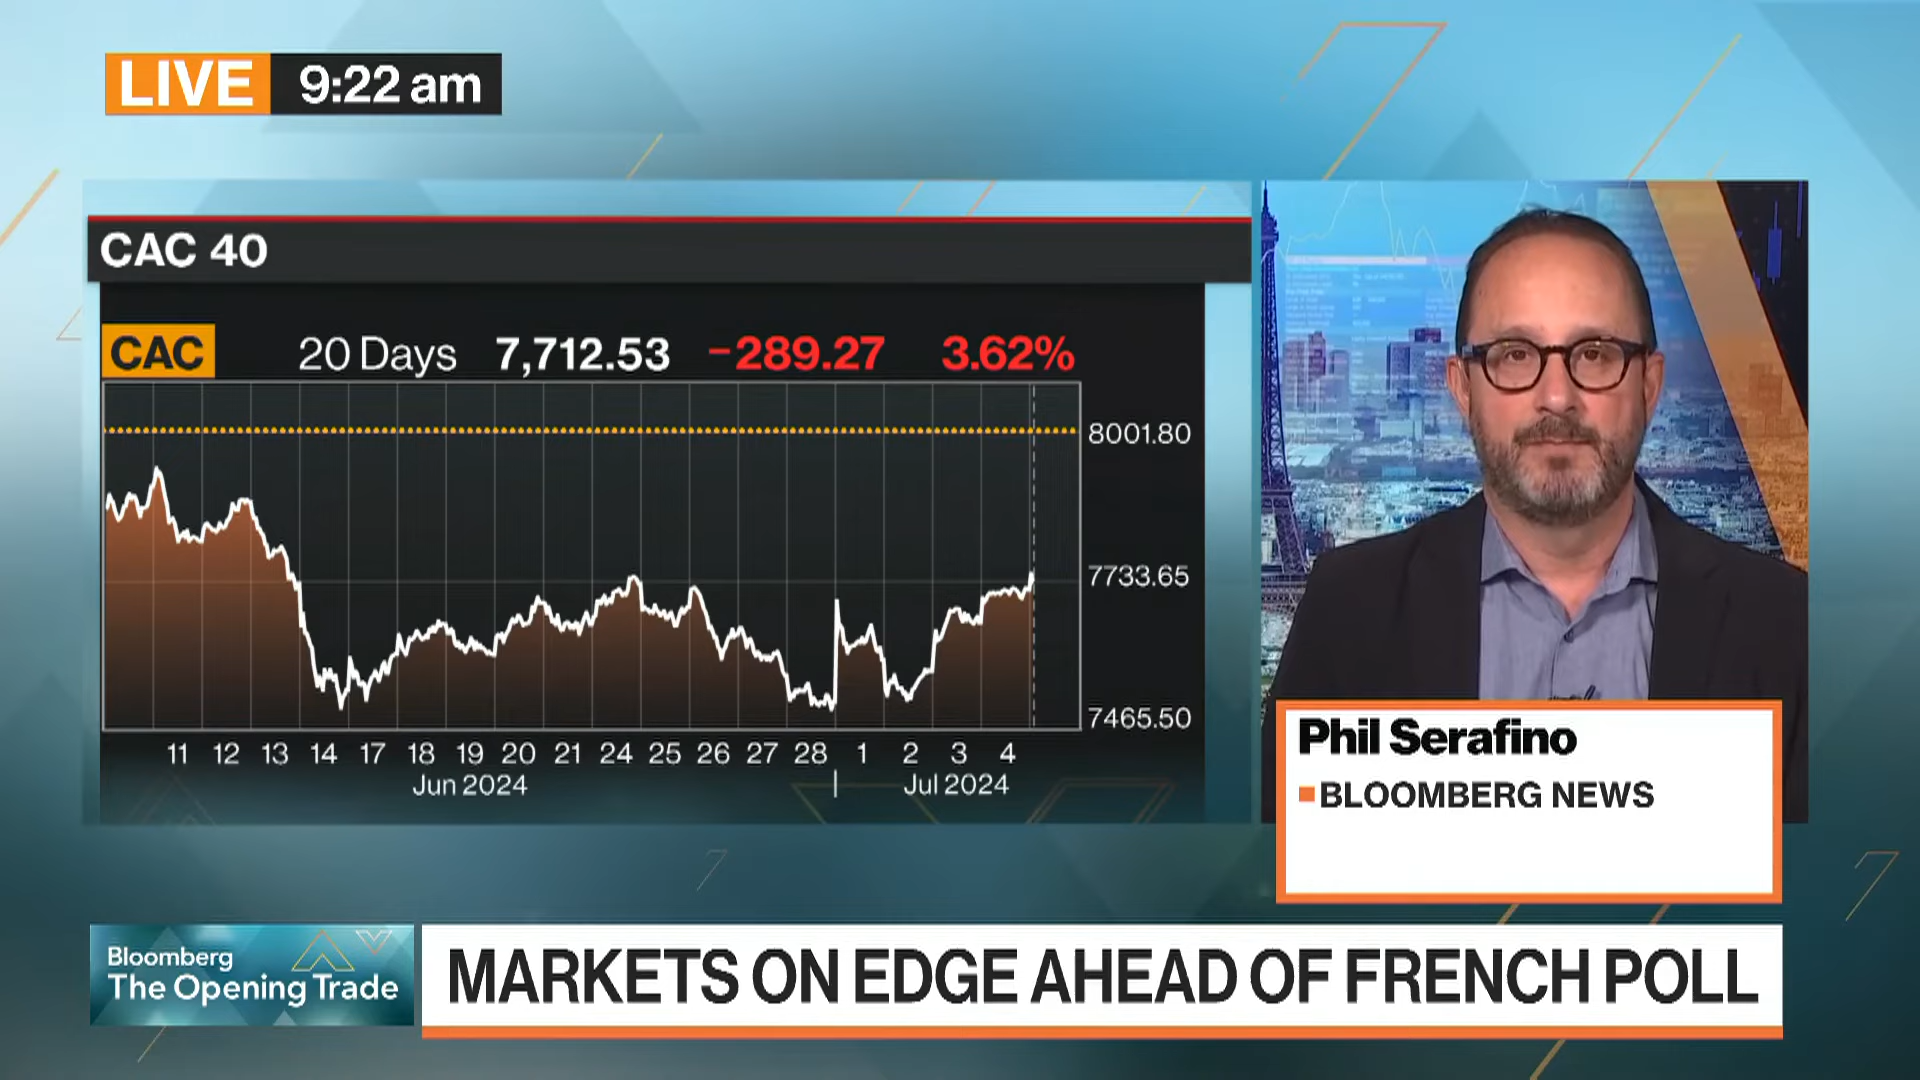 LIVE 9:22 am
CAC 40
CAC 20 Days 7,712.53 -289.27 3.62%
8001.80
7733.65
7465.50
11 12 13 14 17 18 19 20 21 24 25 26 27 28 1 2 3 4
Jun 2024 | Jul 2024
Phil Serafino
BLOOMBERG NEWS
Bloomberg
The Opening Trade
MARKETS ON EDGE AHEAD OF FRENCH POLL